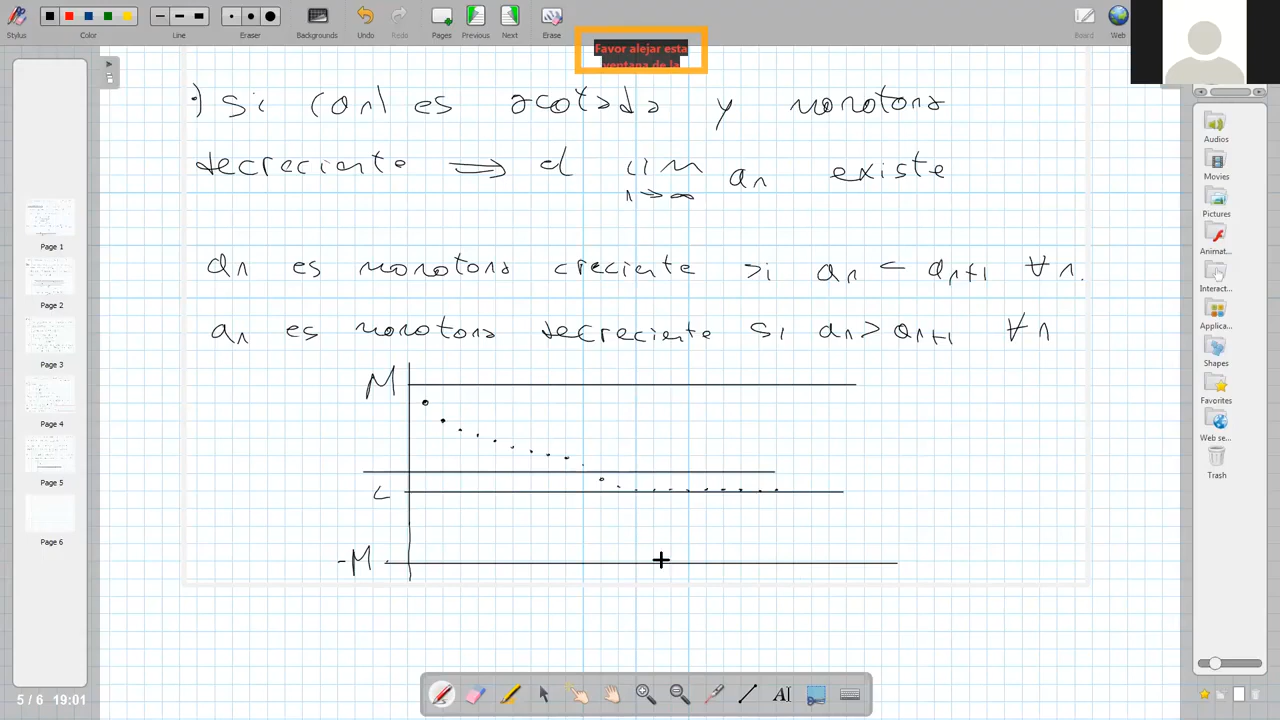 Stylus
Color
Line
Eraser
Backgrounds
Undo
Redo
Pages
Previous
Next
Erase
Board
Web
Favor alejar esta
ventana de la
·) Si (an) es acotada y monotona
decreciente ⟹ el lim an existe
n→∞
an es monotona creciente si an < an+1 ∀n.
an es monotona decreciente si an > an+1 ∀n
M
L
-M
Page 1
Page 2
Page 3
Page 4
Page 5
Page 6
5 / 6 19:01
Audios
Movies
Pictures
Animat...
Interact...
Applica...
Shapes
Favorites
Web se...
Trash
AI